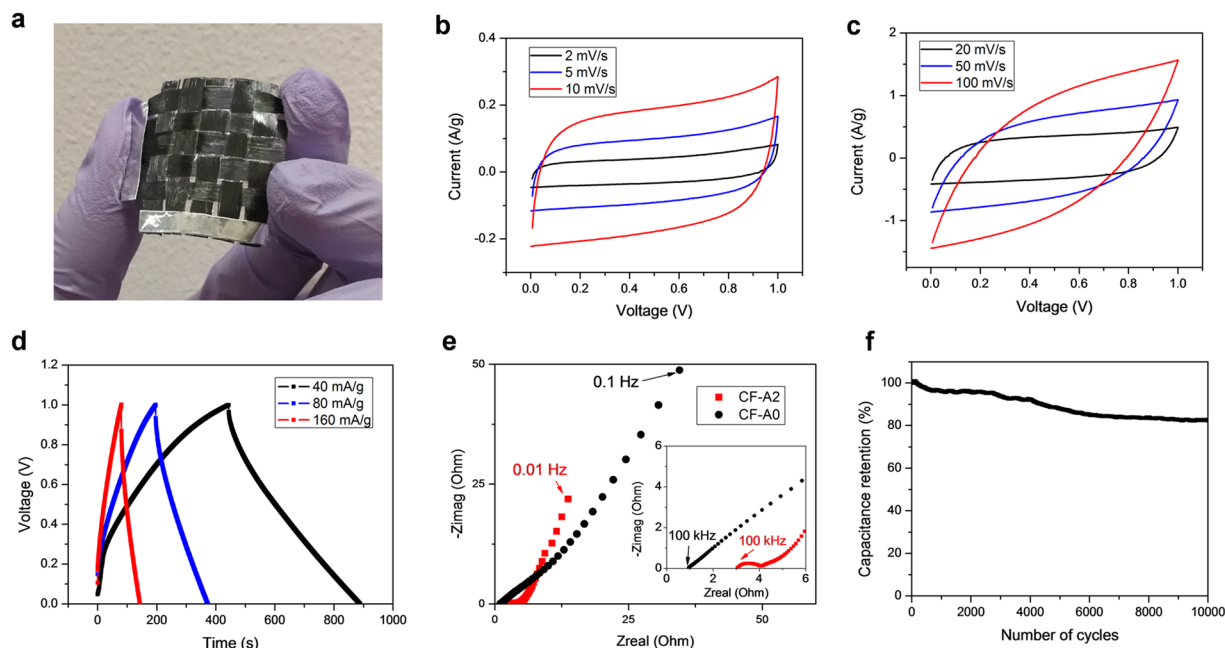 a
b
0.4
0.2
0.0
-0.2
Current (A/g)
2 mV/s
5 mV/s
10 mV/s
0.0 0.2 0.4 0.6 0.8 1.0
Voltage (V)
c
2
1
0
-1
Current (A/g)
20 mV/s
50 mV/s
100 mV/s
0.0 0.2 0.4 0.6 0.8 1.0
Voltage (V)
d
1.2
1.0
0.8
0.6
0.4
0.2
0.0
Voltage (V)
40 mA/g
80 mA/g
160 mA/g
0 200 400 600 800 1000
Time (s)
e
50
25
0
-Zimag (Ohm)
0.1 Hz
CF-A2
CF-A0
0.01 Hz
6
4
2
0
-Zimag (Ohm)
100 kHz
100 kHz
2 4 6
Zreal (Ohm)
0 25 50
Zreal (Ohm)
f
120
100
80
60
40
20
0
Capacitance retention (%)
0 2000 4000 6000 8000 10000
Number of cycles